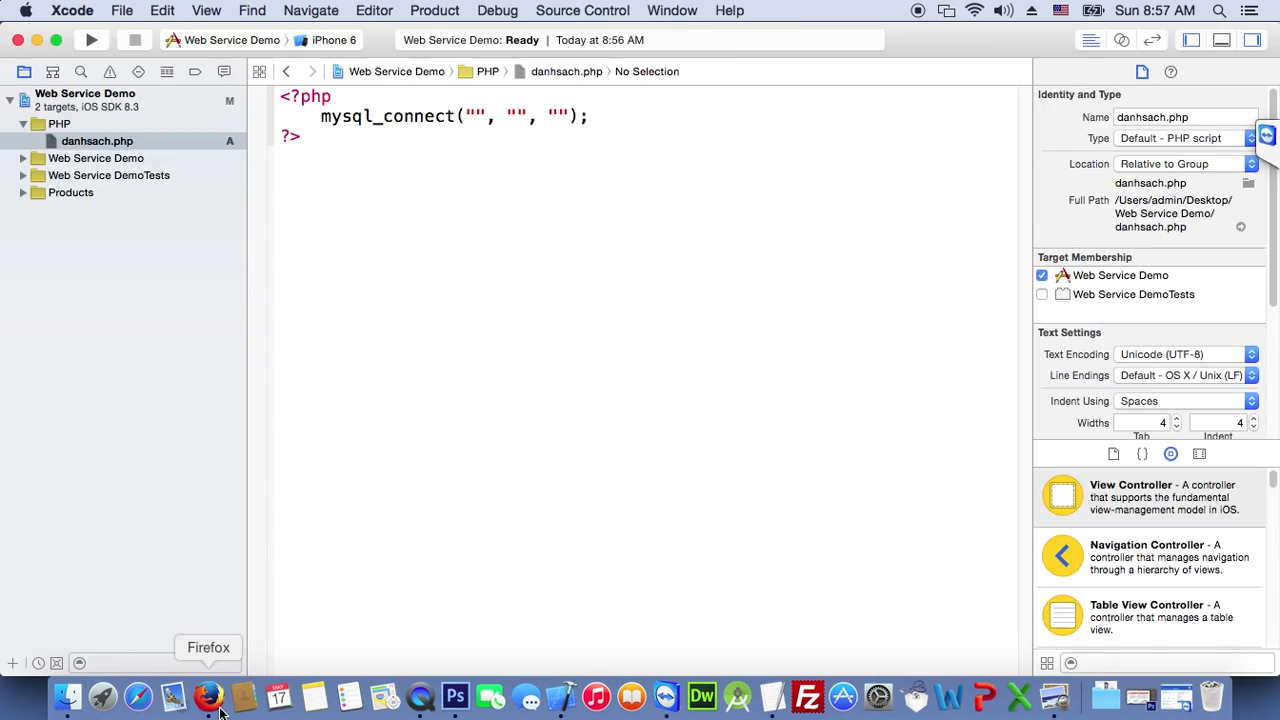 Xcode File Edit View Find Navigate Editor Product Debug Source Control Window Help Sun 8:57 AM
Web Service Demo iPhone 6 Web Service Demo: Ready | Today at 8:56 AM
Web Service Demo PHP danhsach.php No Selection
Web Service Demo M
2 targets, iOS SDK 8.3
PHP
danhsach.php A
Web Service Demo
Web Service DemoTests
Products
<?php
mysql_connect("", "", "");
?>
Identity and Type
Name danhsach.php
Type Default - PHP script
Location Relative to Group
danhsach.php
Full Path /Users/admin/Desktop/
Web Service Demo/
danhsach.php
Target Membership
Web Service Demo
Web Service DemoTests
Text Settings
Text Encoding Unicode (UTF-8)
Line Endings Default - OS X / Unix (LF)
Indent Using Spaces
Widths 4 4
Tab Indent
View Controller - A controller
that supports the fundamental
view-management model in iOS.
Navigation Controller - A
controller that manages navigation
through a hierarchy of views.
Table View Controller - A
controller that manages a table
view.
Firefox
MAY
17
Ps
Dw
Fz
W
P
X